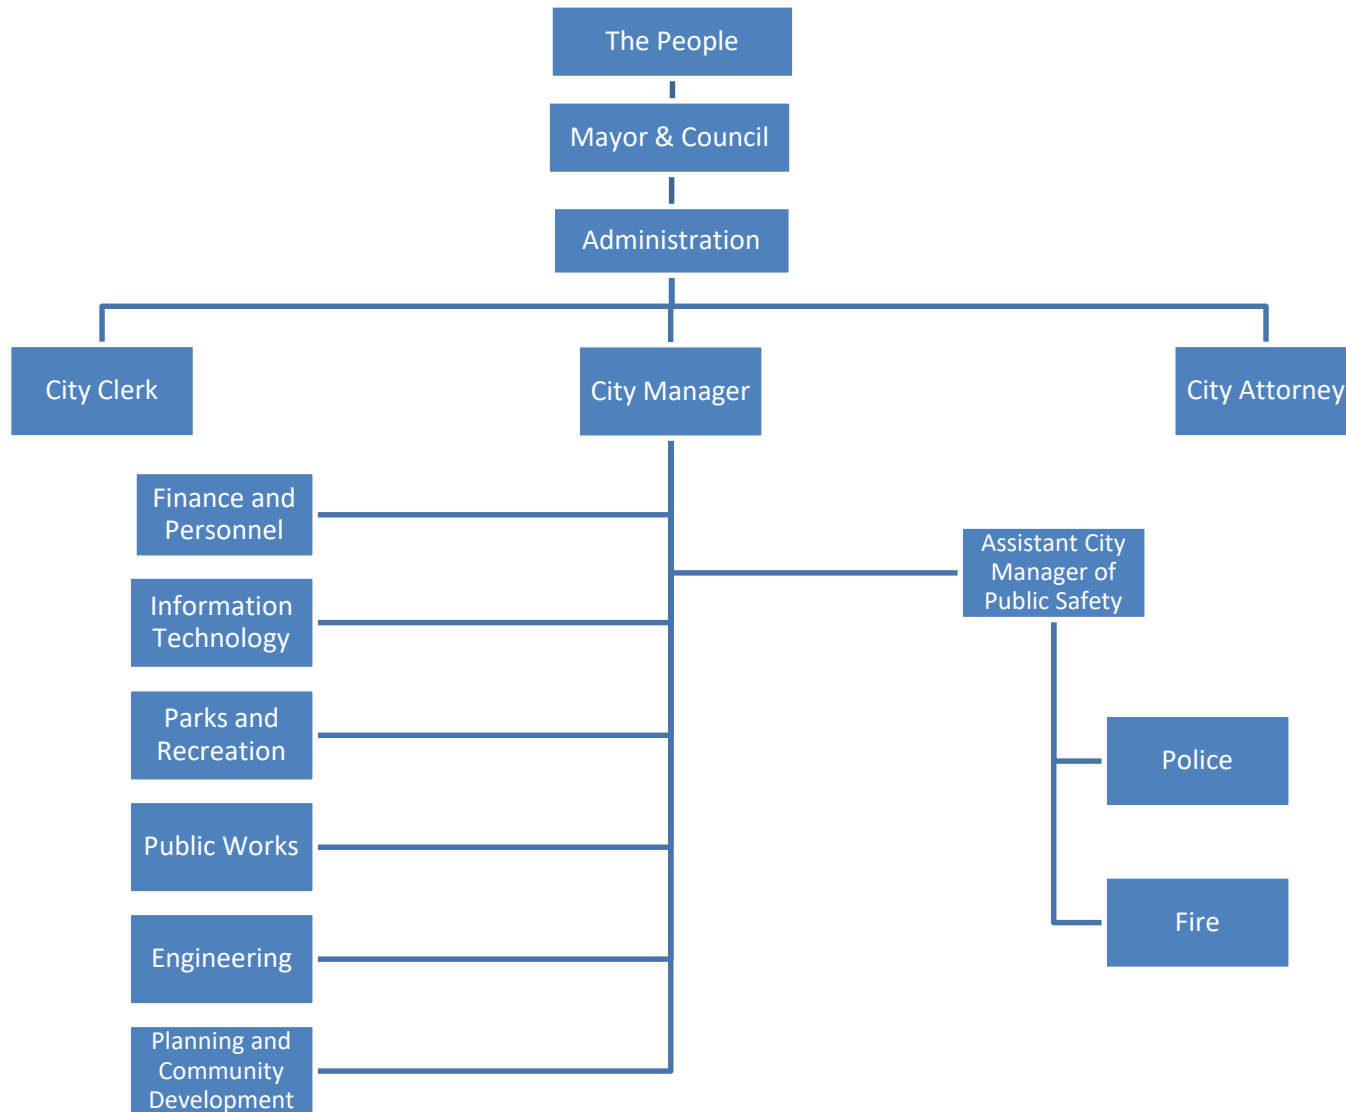 The People
Mayor & Council
Administration
City Clerk
City Manager
City Attorney
Finance and
Personnel
Information
Technology
Parks and
Recreation
Public Works
Engineering
Planning and
Community
Development
Assistant City
Manager of
Public Safety
Police
Fire